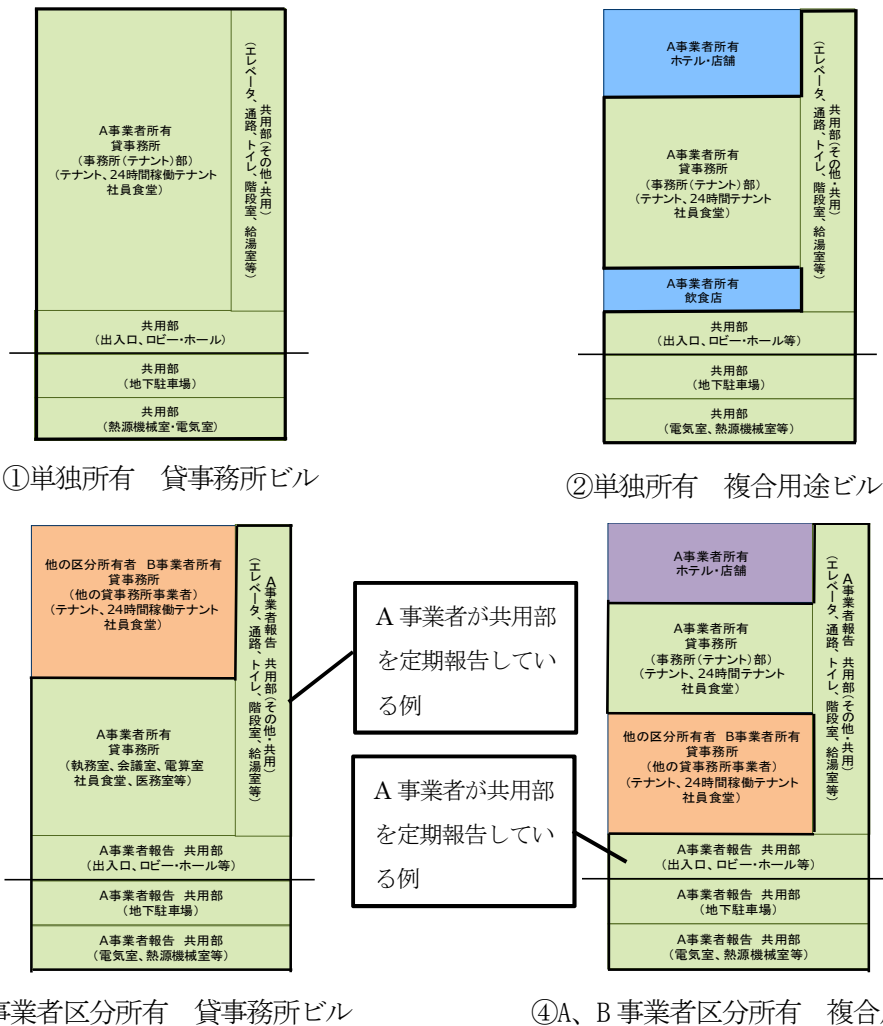 A事業者所有
貸事務所
(事務所(テナント)部)
(テナント、24時間稼働テナント
社員食堂)
共用部(その他・共用)
(エレベータ、通路、トイレ、階段室、給湯室等)
共用部
(出入口、ロビー・ホール)
共用部
(地下駐車場)
共用部
(熱源機械室・電気室)
①単独所有　貸事務所ビル
A事業者所有
ホテル・店舗
A事業者所有
貸事務所
(事務所(テナント)部)
(テナント、24時間テナント
社員食堂)
A事業者所有
飲食店
共用部(その他・共用)
(エレベータ、通路、トイレ、階段室、給湯室等)
共用部
(出入口、ロビー・ホール等)
共用部
(地下駐車場)
共用部
(電気室、熱源機械室等)
②単独所有　複合用途ビル
他の区分所有者 B事業者所有
貸事務所
(他の貸事務所事業者)
(テナント、24時間稼働テナント
社員食堂)
A事業者所有
貸事務所
(執務室、会議室、電算室
社員食堂、医務室等)
A事業者報告 共用部(その他・共用)
(エレベータ、通路、トイレ、階段室、給湯室等)
A事業者報告 共用部
(出入口、ロビー・ホール等)
A事業者報告 共用部
(地下駐車場)
A事業者報告 共用部
(電気室、熱源機械室等)
事業者区分所有　貸事務所ビル
A 事業者が共用部
を定期報告してい
る例
A 事業者が共用部
を定期報告してい
る例
A事業者所有
ホテル・店舗
A事業者所有
貸事務所
(事務所(テナント)部)
(テナント、24時間テナント
社員食堂)
他の区分所有者 B事業者所有
貸事務所
(他の貸事務所事業者)
(テナント、24時間稼働テナント
社員食堂)
A事業者報告 共用部(その他・共用)
(エレベータ、通路、トイレ、階段室、給湯室等)
A事業者報告 共用部
(出入口、ロビー・ホール等)
A事業者報告 共用部
(地下駐車場)
A事業者報告 共用部
(電気室、熱源機械室等)
④A、B 事業者区分所有　複合